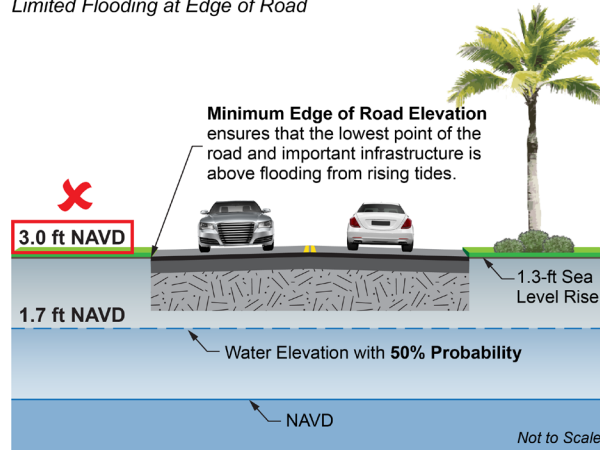 Limited Flooding at Edge of Road
Minimum Edge of Road Elevation
ensures that the lowest point of the
road and important infrastructure is
above flooding from rising tides.
3.0 ft NAVD
1.3-ft Sea
Level Rise
1.7 ft NAVD
Water Elevation with 50% Probability
NAVD
Not to Scale